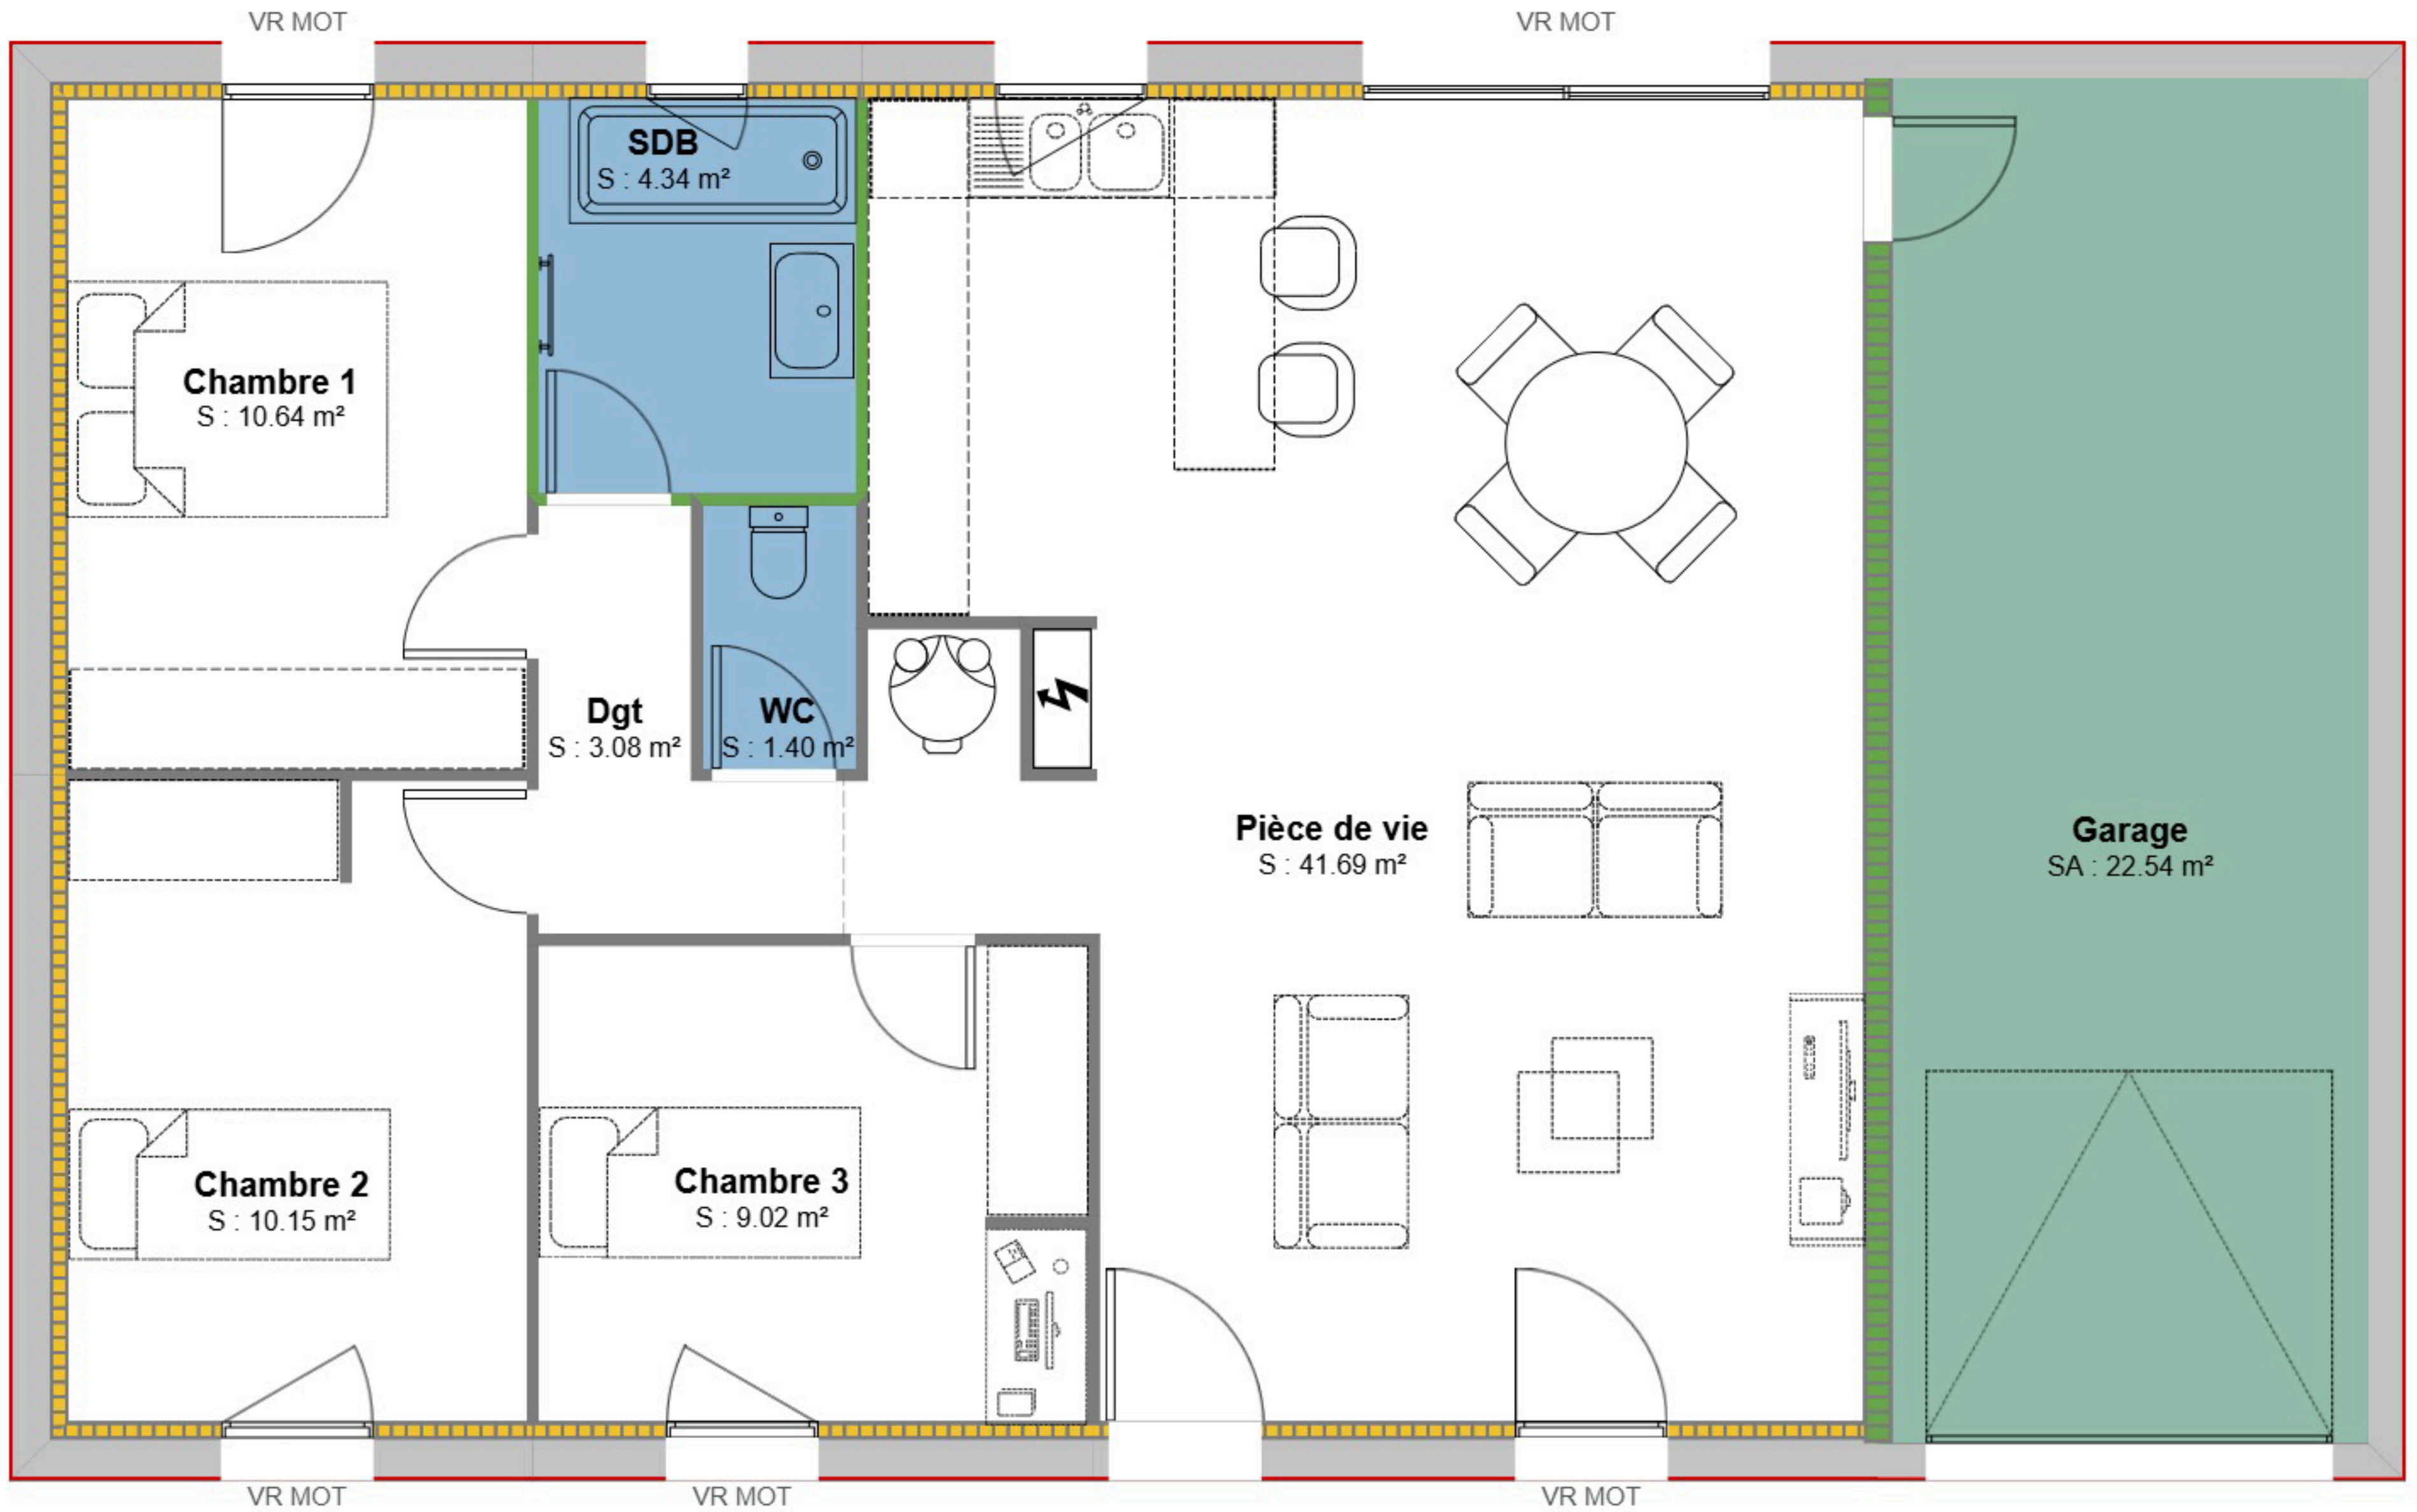 VR MOT
VR MOT
SDB
S : 4.34 m²
Chambre 1
S : 10.64 m²
Dgt
S : 3.08 m²
WC
S : 1.40 m²
Pièce de vie
S : 41.69 m²
Garage
SA : 22.54 m²
Chambre 2
S : 10.15 m²
Chambre 3
S : 9.02 m²
VR MOT
VR MOT
VR MOT